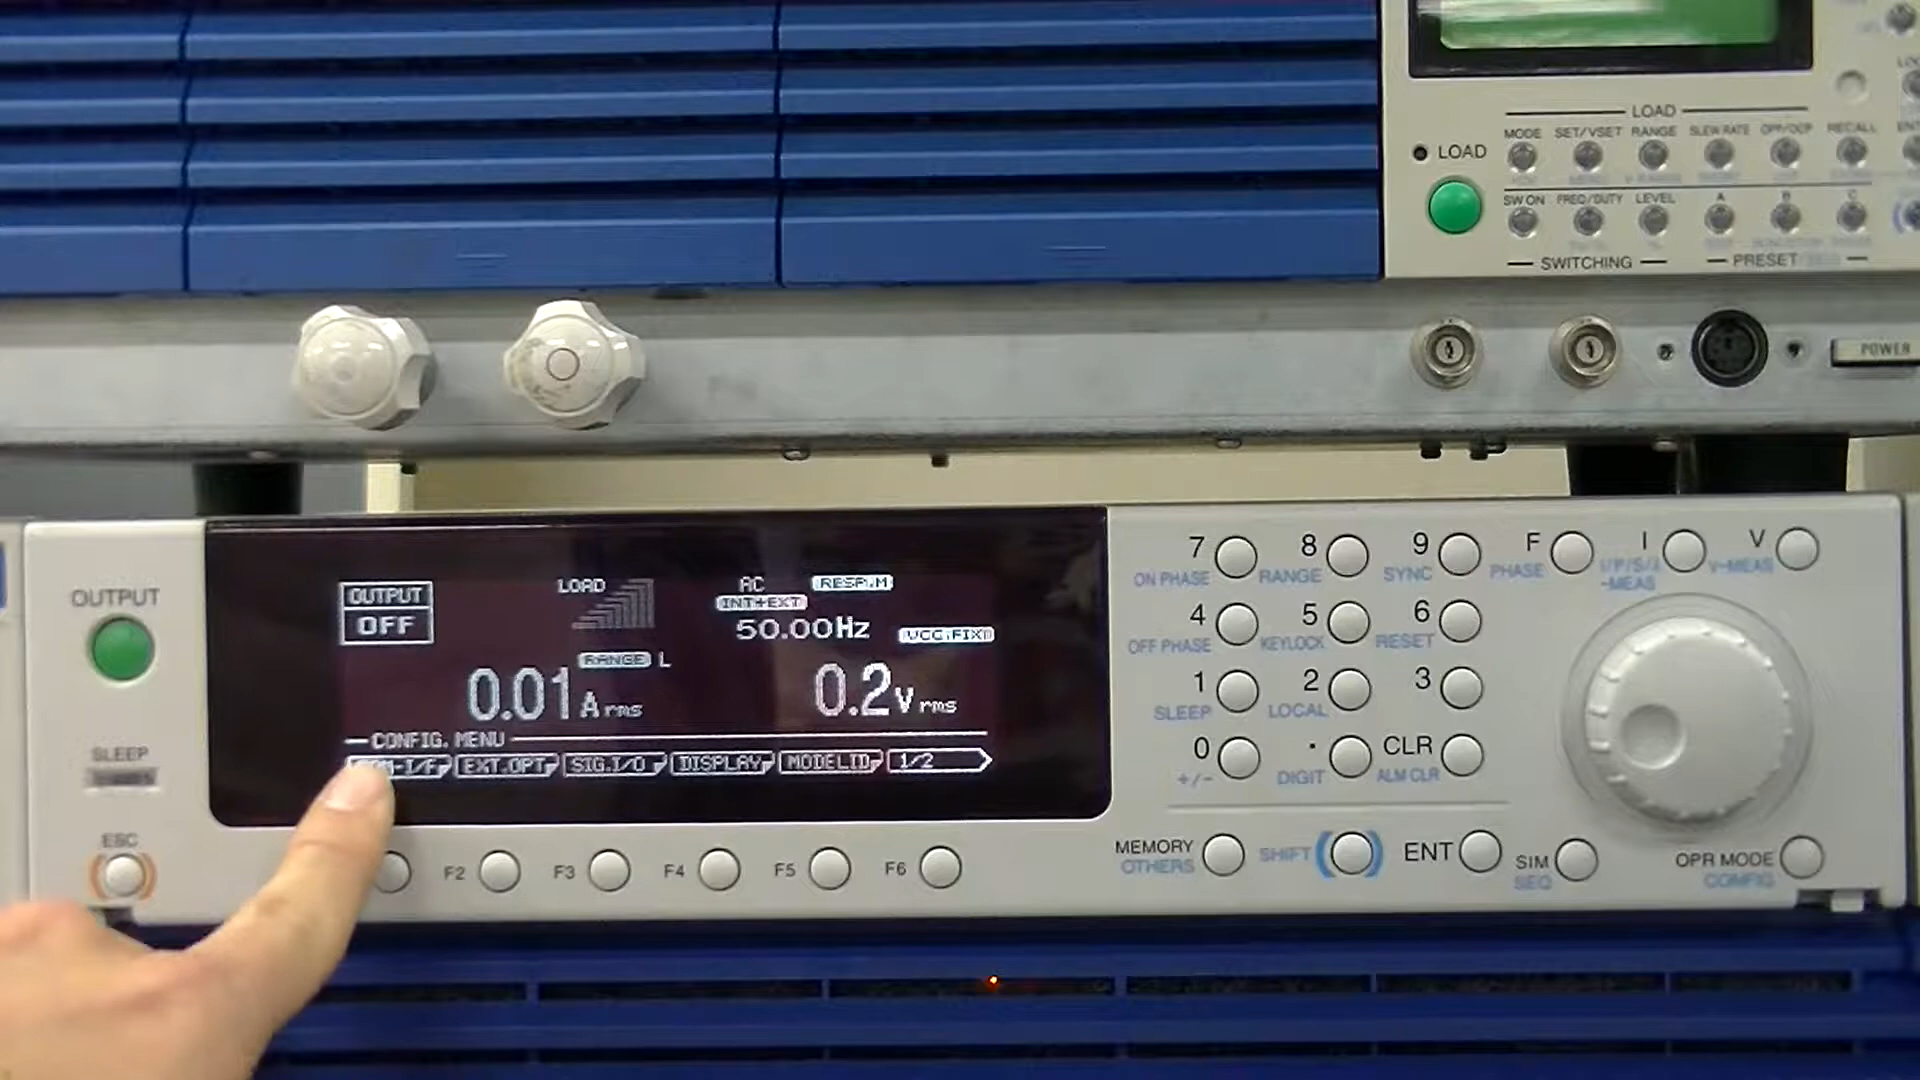 LOAD
MODE SET/VSET RANGE SLEW RATE OPP/OCP RECALL
LOAD
SW ON FREQ/DUTY LEVEL A B C
SWITCHING PRESET
POWER
OUTPUT
SLEEP
ESC
OUTPUT
OFF
LOAD
AC
RESP.M
INT+EXT
50.00Hz
VCC:FIX
RANGE L
0.01Arms
0.2Vrms
CONFIG. MENU
EXT.OPT SIG.I/O DISPLAY MODELID 1/2
F2 F3 F4 F5 F6
7 8 9 F I V
ON PHASE RANGE SYNC PHASE V-MEAS
-MEAS
4 5 6
OFF PHASE KEYLOCK RESET
1 2 3
SLEEP LOCAL
0 . CLR
+/- DIGIT ALM CLR
MEMORY SHIFT ENT SIM OPR MODE
OTHERS SEQ CONFIG